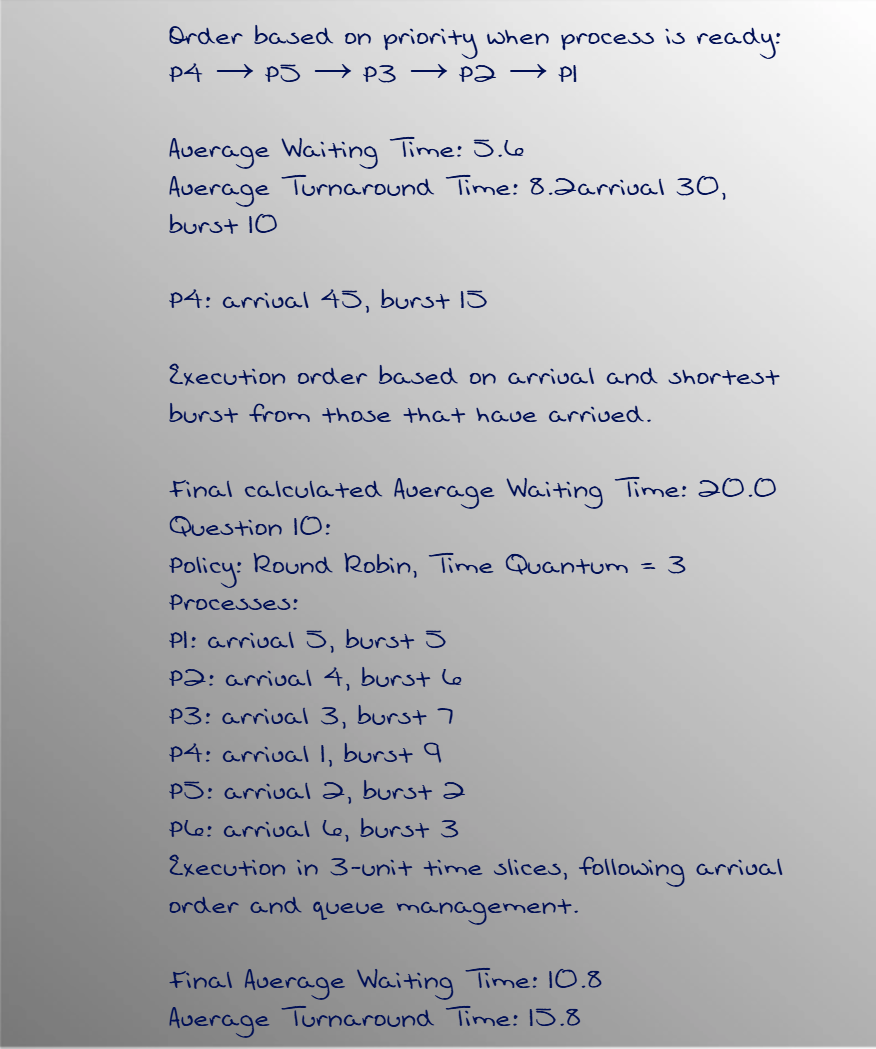 Order based on priority when process is ready:
P4 → P5 → P3 → P2 → P1
Average Waiting Time: 5.6
Average Turnaround Time: 8.2arrival 30,
burst 10
P4: arrival 45, burst 15
Execution order based on arrival and shortest
burst from those that have arrived.
Final calculated Average Waiting Time: 20.0
Question 10:
Policy: Round Robin, Time Quantum = 3
Processes:
P1: arrival 5, burst 5
P2: arrival 4, burst 6
P3: arrival 3, burst 7
P4: arrival 1, burst 9
P5: arrival 2, burst 2
P6: arrival 6, burst 3
Execution in 3-unit time slices, following arrival
order and queue management.
Final Average Waiting Time: 10.8
Average Turnaround Time: 15.8